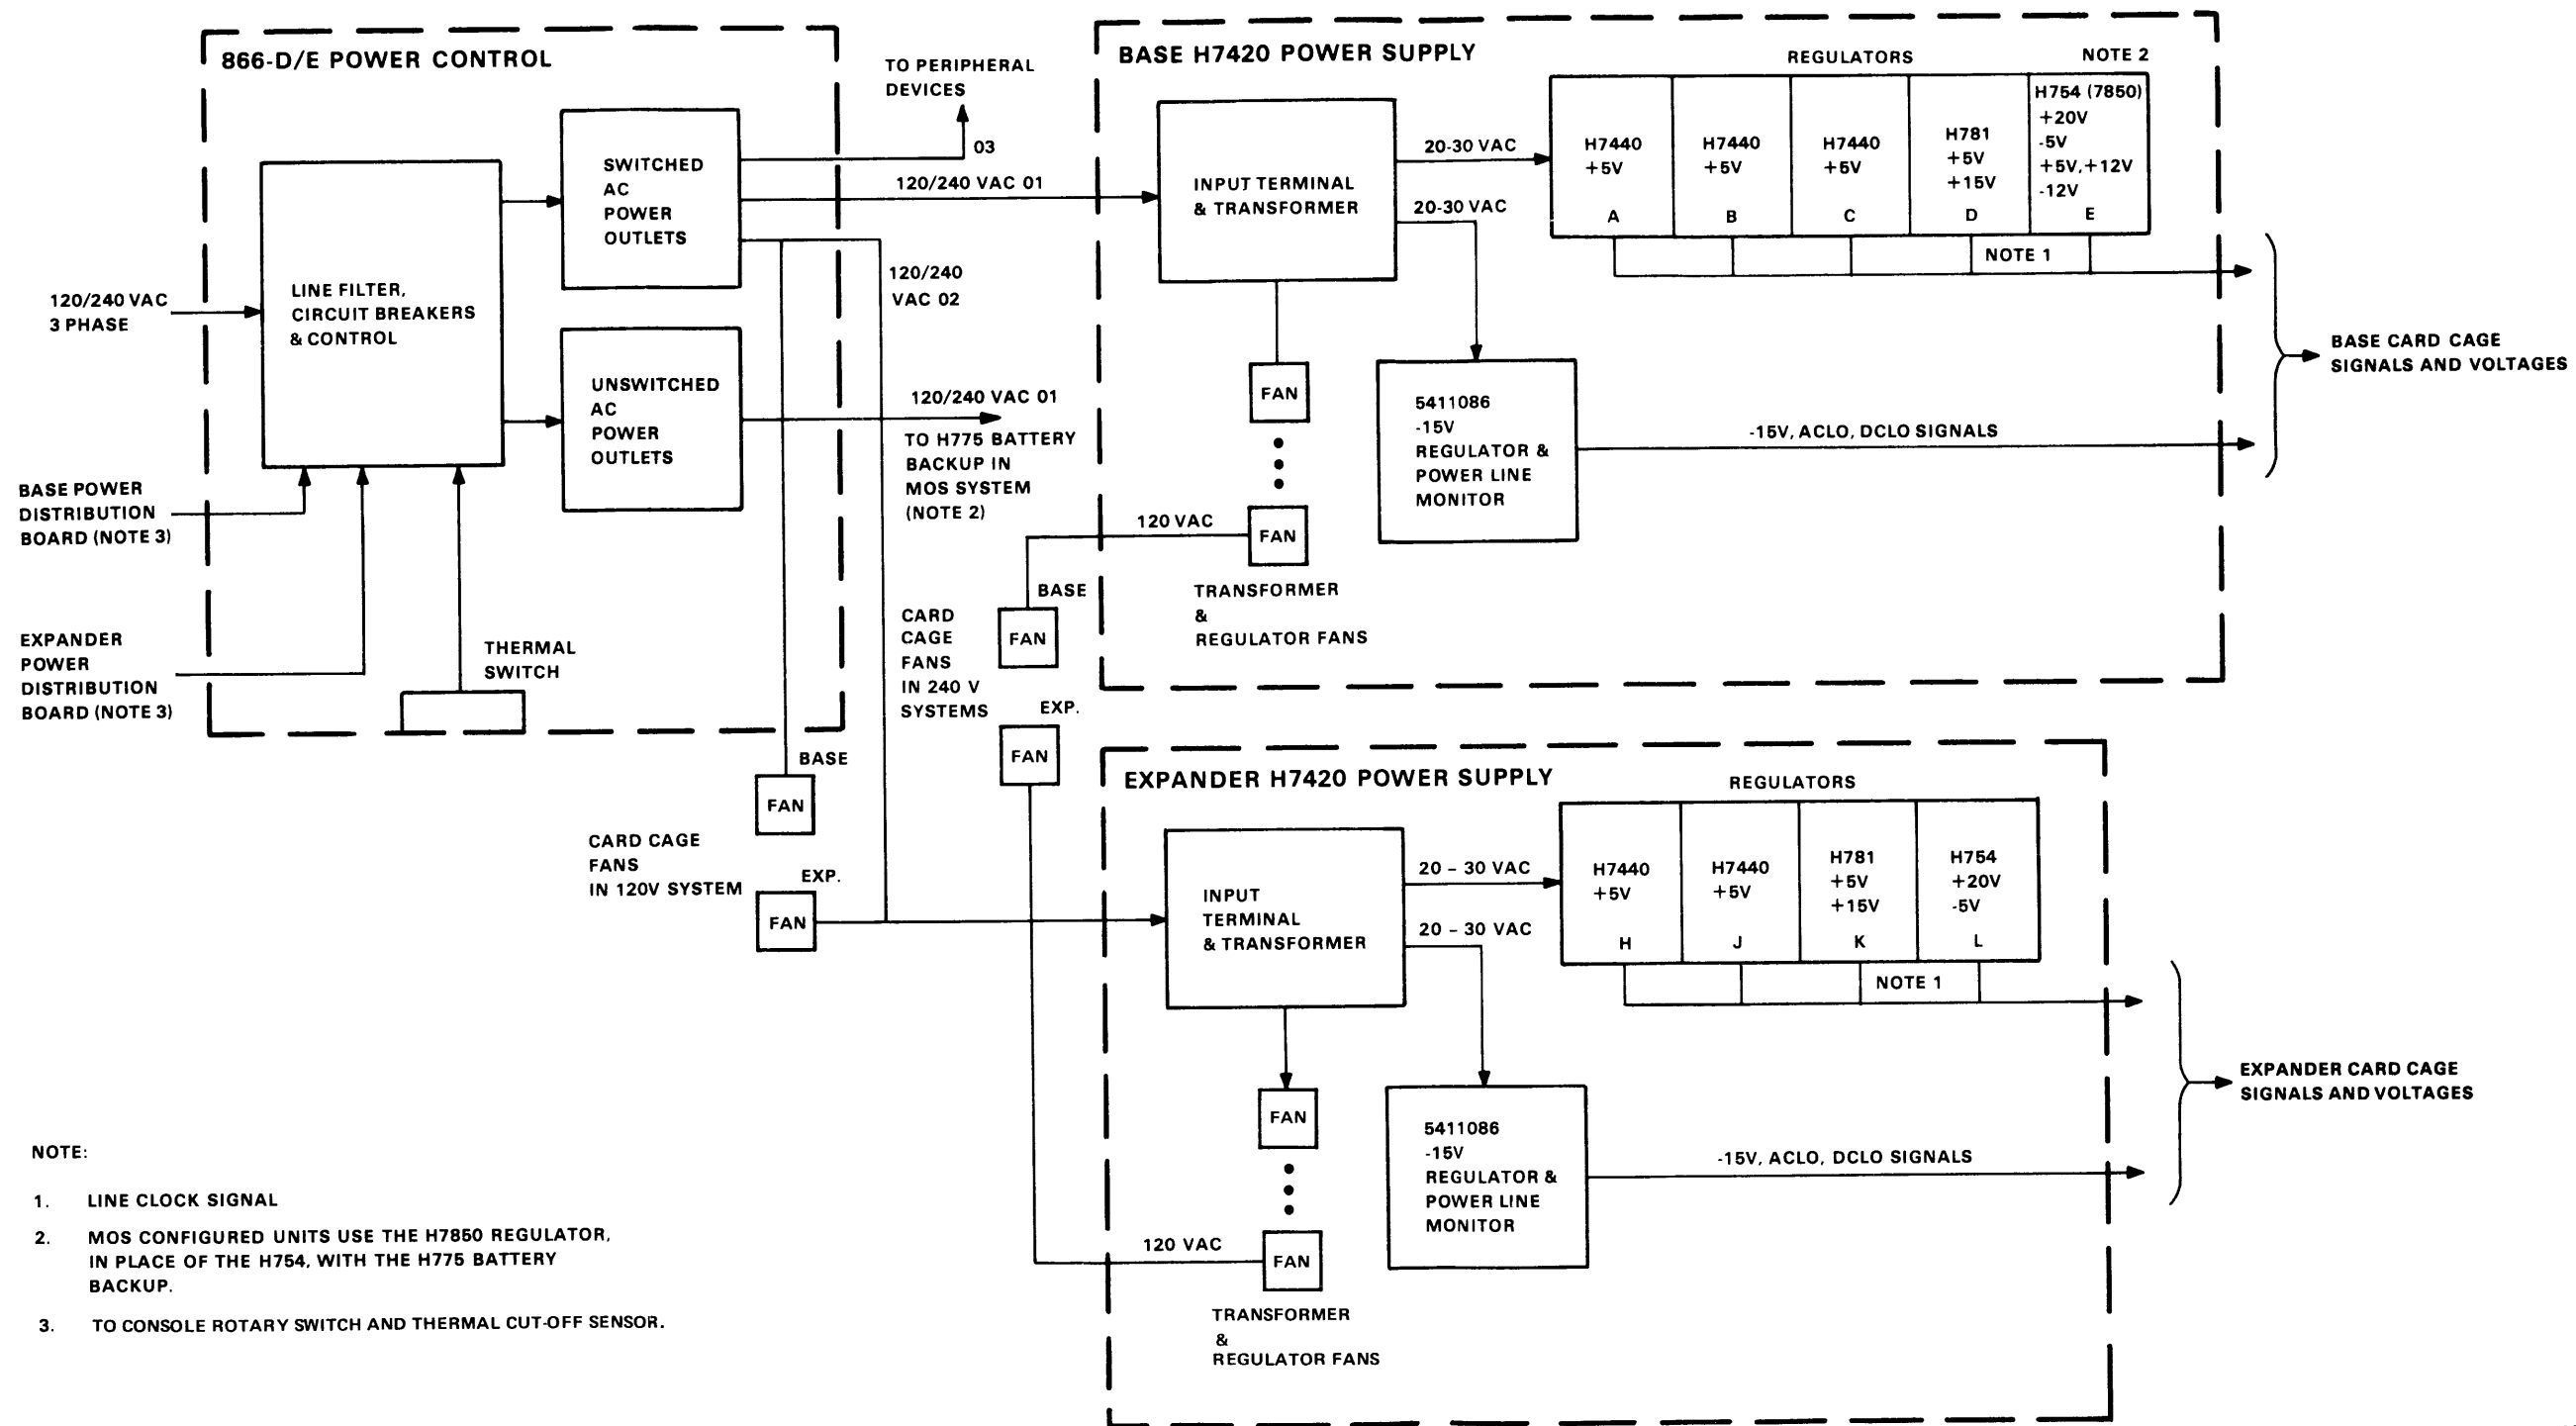 866-D/E POWER CONTROL
120/240 VAC
3 PHASE
LINE FILTER,
CIRCUIT BREAKERS
& CONTROL
SWITCHED
AC
POWER
OUTLETS
UNSWITCHED
AC
POWER
OUTLETS
BASE POWER
DISTRIBUTION
BOARD (NOTE 3)
EXPANDER
POWER
DISTRIBUTION
BOARD (NOTE 3)
THERMAL
SWITCH
TO PERIPHERAL
DEVICES
03
120/240 VAC 01
120/240
VAC 02
120/240 VAC 01
TO H775 BATTERY
BACKUP IN
MOS SYSTEM
(NOTE 2)
CARD
CAGE
FANS
IN 240 V
SYSTEMS
BASE
FAN
EXP.
FAN
BASE
FAN
CARD CAGE
FANS
IN 120V SYSTEM
EXP.
FAN
BASE H7420 POWER SUPPLY
INPUT TERMINAL
& TRANSFORMER
20-30 VAC
20-30 VAC
REGULATORS
NOTE 2
H7440
+5V
A
H7440
+5V
B
H7440
+5V
C
H781
+5V
+15V
D
H754 (7850)
+20V
-5V
+5V,+12V
-12V
E
NOTE 1
FAN
FAN
120 VAC
TRANSFORMER
&
REGULATOR FANS
5411086
-15V
REGULATOR &
POWER LINE
MONITOR
-15V, ACLO, DCLO SIGNALS
BASE CARD CAGE
SIGNALS AND VOLTAGES
EXPANDER H7420 POWER SUPPLY
INPUT
TERMINAL
& TRANSFORMER
20 – 30 VAC
20 – 30 VAC
REGULATORS
H7440
+5V
H
H7440
+5V
J
H781
+5V
+15V
K
H754
+20V
-5V
L
NOTE 1
FAN
FAN
120 VAC
TRANSFORMER
&
REGULATOR FANS
5411086
-15V
REGULATOR &
POWER LINE
MONITOR
-15V, ACLO, DCLO SIGNALS
EXPANDER CARD CAGE
SIGNALS AND VOLTAGES
NOTE:
1. LINE CLOCK SIGNAL
2. MOS CONFIGURED UNITS USE THE H7850 REGULATOR,
IN PLACE OF THE H754, WITH THE H775 BATTERY
BACKUP.
3. TO CONSOLE ROTARY SWITCH AND THERMAL CUT-OFF SENSOR.